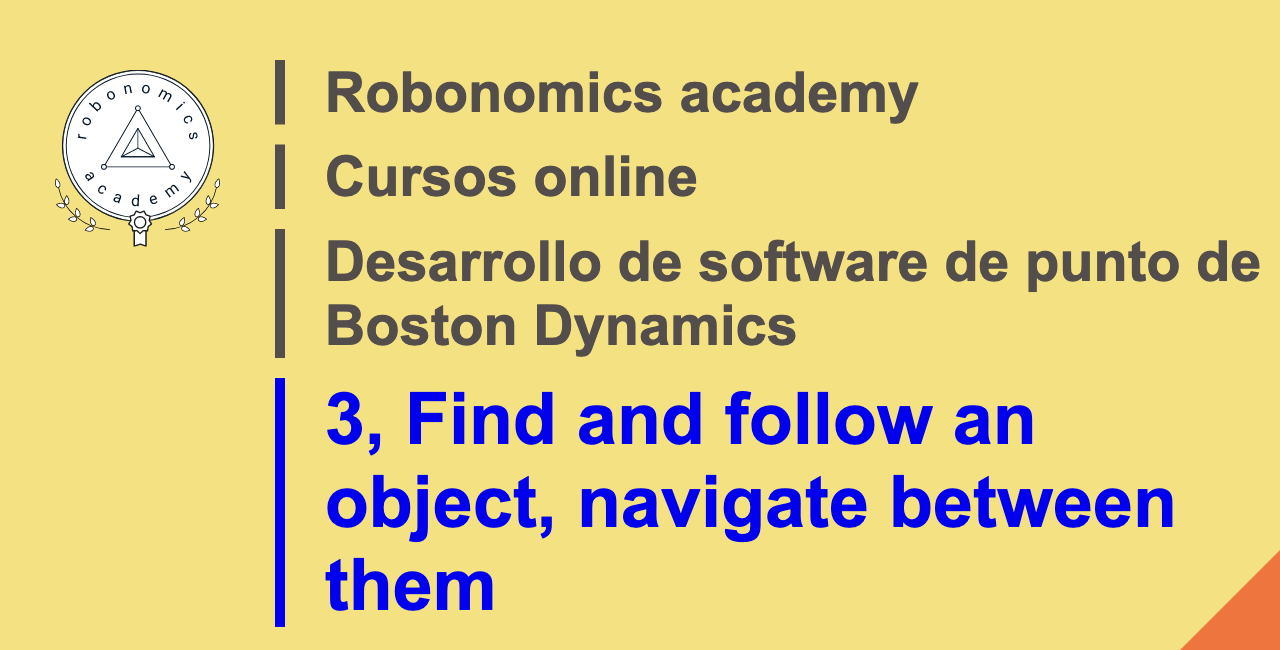 robonomics
academy
Robonomics academy
Cursos online
Desarrollo de software de punto de
Boston Dynamics
3, Find and follow an
object, navigate between
them